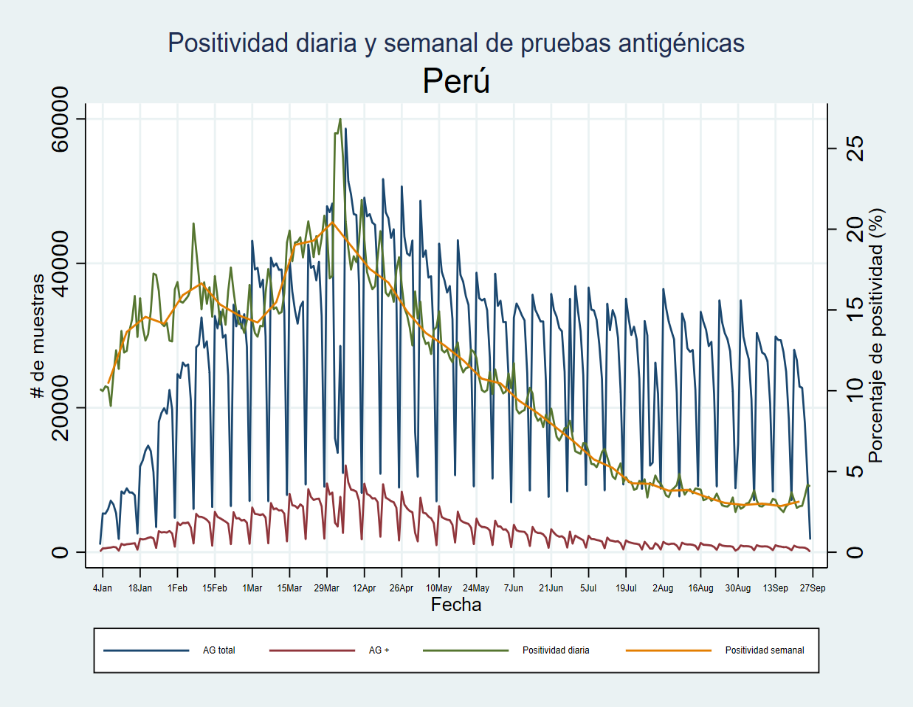 Positividad diaria y semanal de pruebas antigénicas
Perú
# de muestras
60000
40000
20000
0
Porcentaje de positividad (%)
25
20
15
10
5
0
4Jan 18Jan 1Feb 15Feb 1Mar 15Mar 29Mar 12Apr 26Apr 10May 24May 7Jun 21Jun 5Jul 19Jul 2Aug 16Aug 30Aug 13Sep 27Sep
Fecha
AG total AG + Positividad diaria Positividad semanal